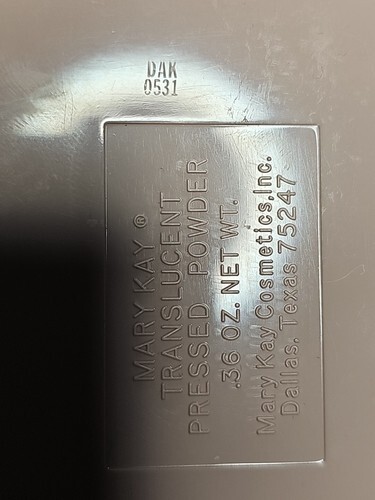 DAK
0531
MARY KAY ®
TRANSLUCENT
PRESSED POWDER
.36 OZ. NET WT.
Mary Kay Cosmetics, Inc.
Dallas, Texas 75247